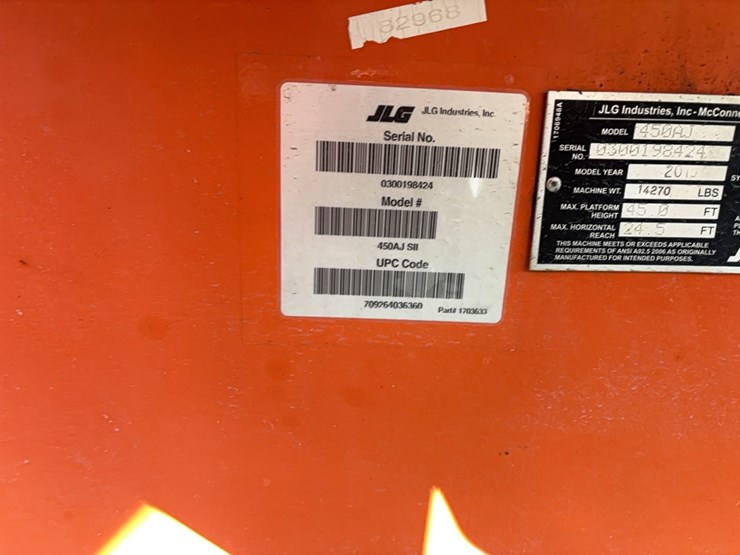 82968
JLG JLG Industries, Inc
Serial No.
0300198424
Model #
450AJ SII
UPC Code
709264036360
Part# 1703633
1706948A
JLG Industries, Inc - McConn
MODEL 450AJ
SERIAL NO. 0300198424
MODEL YEAR
MACHINE WT. 14270 LBS
MAX. PLATFORM HEIGHT 45.0 FT
MAX. HORIZONTAL REACH 24.5 FT
THIS MACHINE MEETS OR EXCEEDS APPLICABLE
REQUIREMENTS OF ANSI A92.5 2006 AS ORIGINALLY
MANUFACTURED FOR INTENDED PURPOSES.